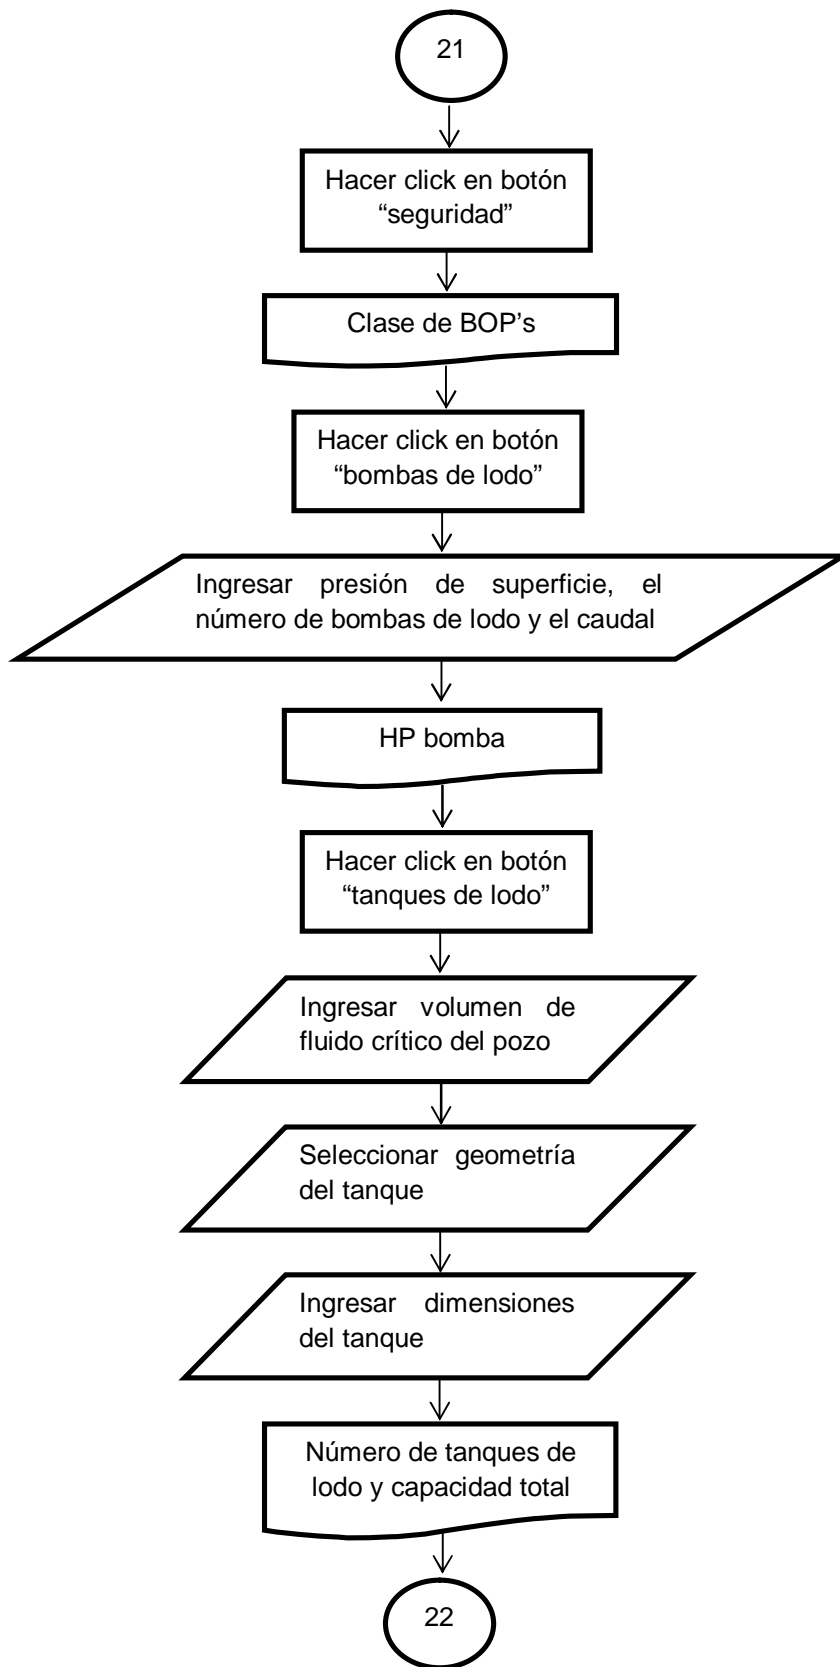 21
Hacer click en botón
“seguridad”
Clase de BOP’s
Hacer click en botón
“bombas de lodo”
Ingresar presión de superficie, el
número de bombas de lodo y el caudal
HP bomba
Hacer click en botón
“tanques de lodo”
Ingresar volumen de
fluido crítico del pozo
Seleccionar geometría
del tanque
Ingresar dimensiones
del tanque
Número de tanques de
lodo y capacidad total
22